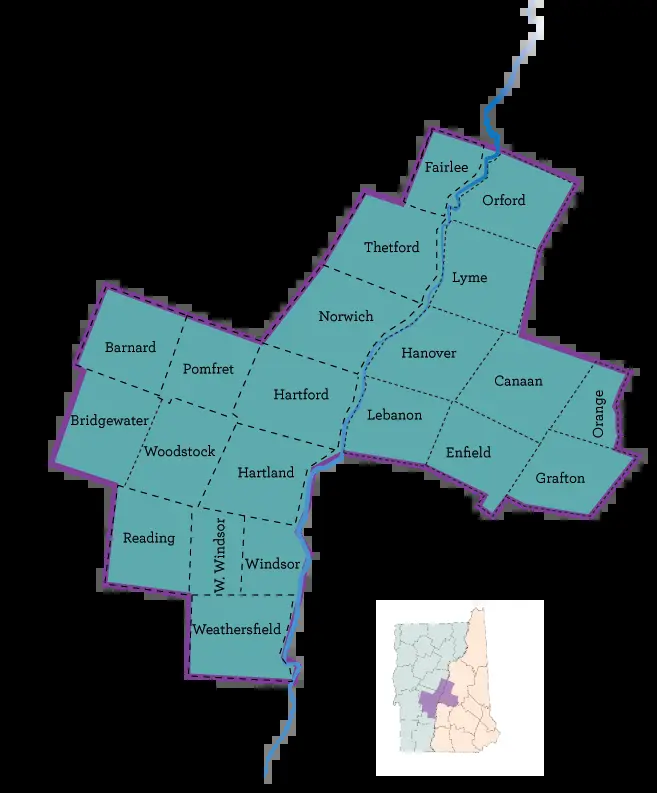 Fairlee
Orford
Thetford
Lyme
Norwich
Barnard
Pomfret
Hanover
Canaan
Hartford
Orange
Lebanon
Bridgewater
Woodstock
Enfield
Hartland
Grafton
Reading
W. Windsor
Windsor
Weathersfield